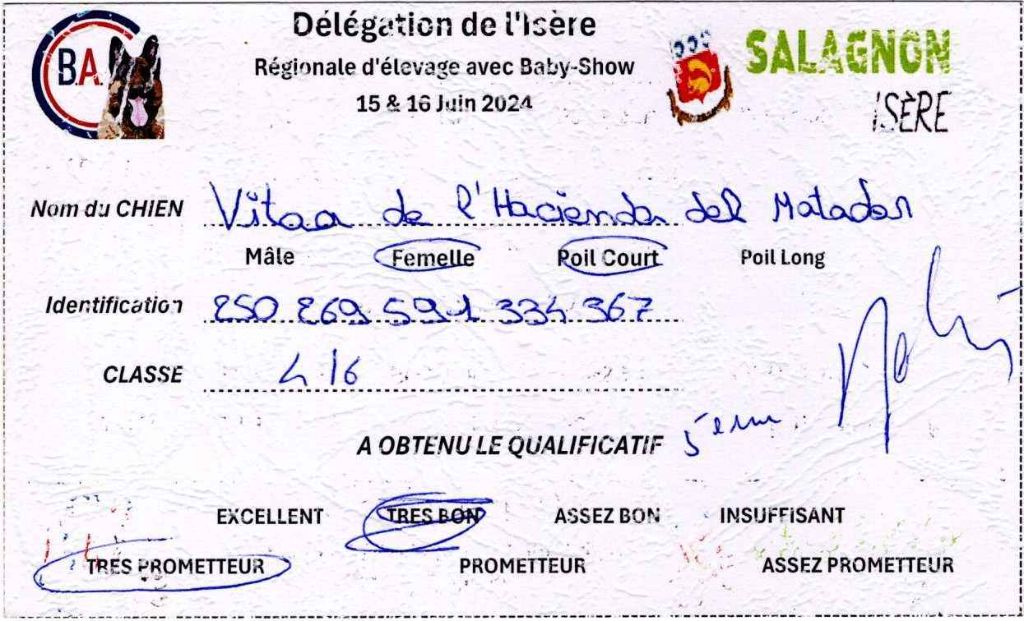 BA
Délégation de l'Isère
Régionale d'élevage avec Baby-Show
15 & 16 Juin 2024
SALAGNON
ISÈRE
Nom du CHIEN Vitaa de l'Hacienda del Matador
Mâle Femelle Poil Court Poil Long
Identification 250 269 591 334 367
CLASSE 4/6
A OBTENU LE QUALIFICATIF 5ème
EXCELLENT TRES BON ASSEZ BON INSUFFISANT
TRES PROMETTEUR PROMETTEUR ASSEZ PROMETTEUR